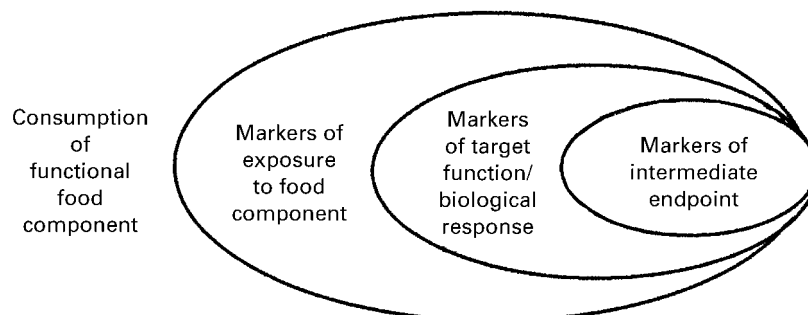 Consumption
of
functional
food
component
Markers of
exposure
to food
component
Markers
of target
function/
biological
response
Markers of
intermediate
endpoint